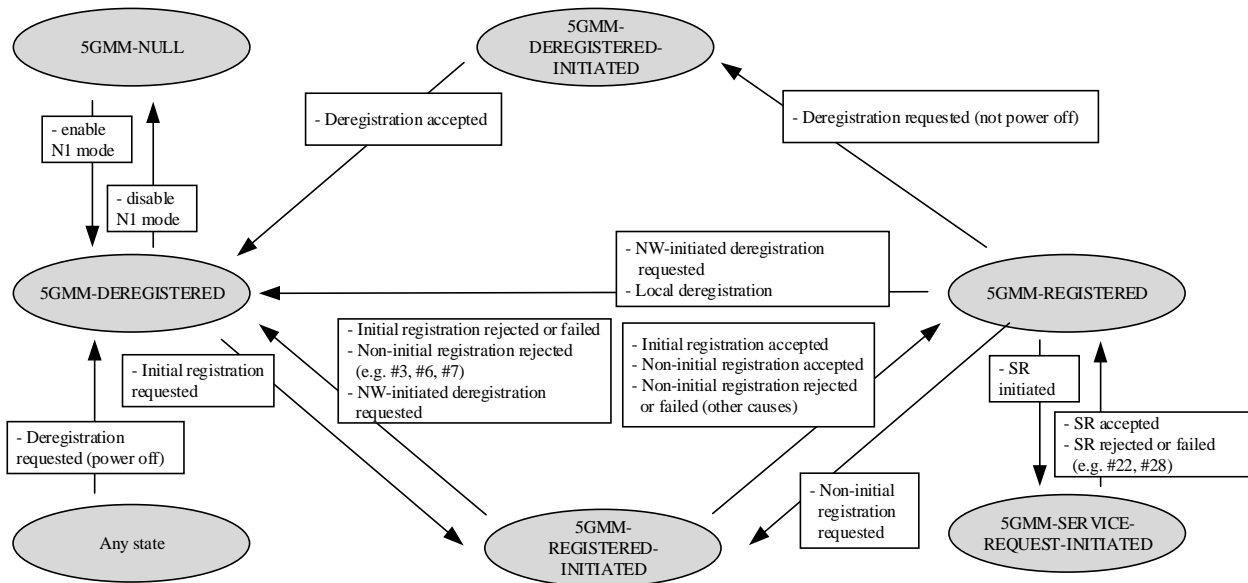 5GMM-NULL
5GMM-
DEREGISTERED-
INITIATED
- enable
N1 mode
- disable
N1 mode
- Deregistration accepted
- Deregistration requested (not power off)
5GMM-DEREGISTERED
- NW-initiated deregistration
requested
- Local deregistration
5GMM-REGISTERED
- Initial registration
requested
- Initial registration rejected or failed
- Non-initial registration rejected
(e.g. #3, #6, #7)
- NW-initiated deregistration
requested
- Initial registration accepted
- Non-initial registration accepted
- Non-initial registration rejected
or failed (other causes)
- SR
initiated
- Deregistration
requested (power off)
- SR accepted
- SR rejected or failed
(e.g. #22, #28)
- Non-initial
registration
requested
Any state
5GMM-
REGISTERED-
INITIATED
5GMM-SERVICE-
REQUEST-INITIATED